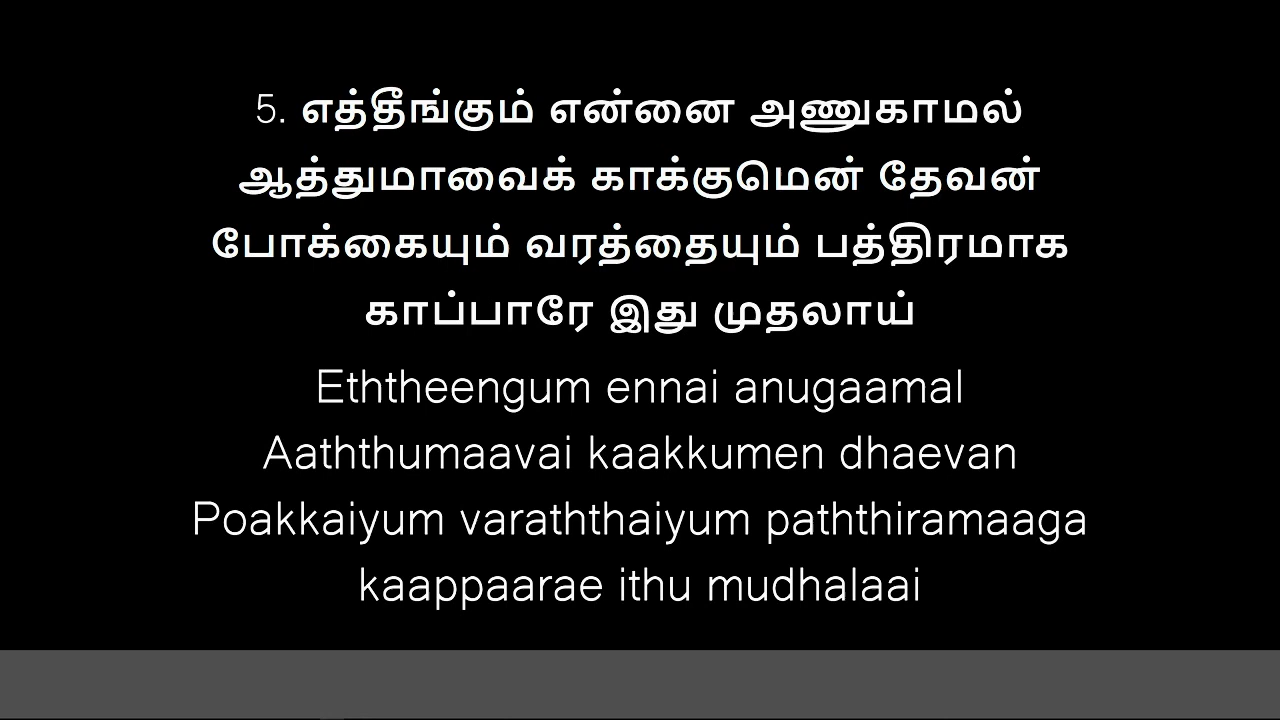 5. எத்தீங்கும் என்னை அணுகாமல்
ஆத்துமாவைக் காக்குமென் தேவன்
போக்கையும் வரத்தையும் பத்திரமாக
காப்பாரே இது முதலாய்
Eththeengum ennai anugaamal
Aaththumaavai kaakkumen dhaevan
Poakkaiyum varaththaiyum paththiramaaga
kaappaarae ithu mudhalaai